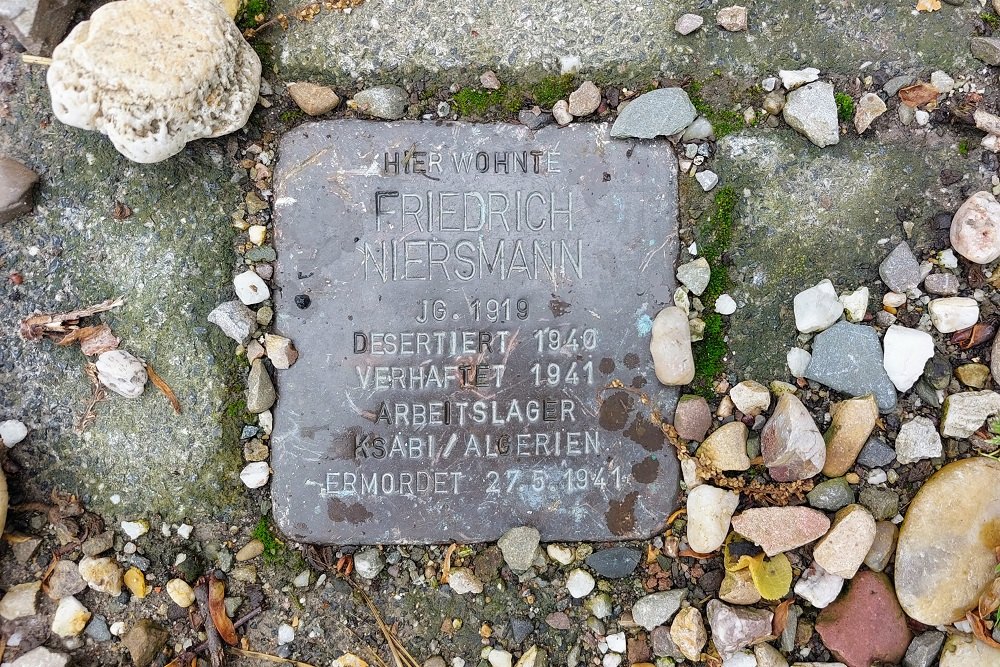 HIER WOHNTE
FRIEDRICH
NIERSMANN
JG. 1919
DESERTIERT 1940
VERHAFTET 1941
ARBEITSLAGER
KSABI/ALGERIEN
ERMORDET 27.5.1941